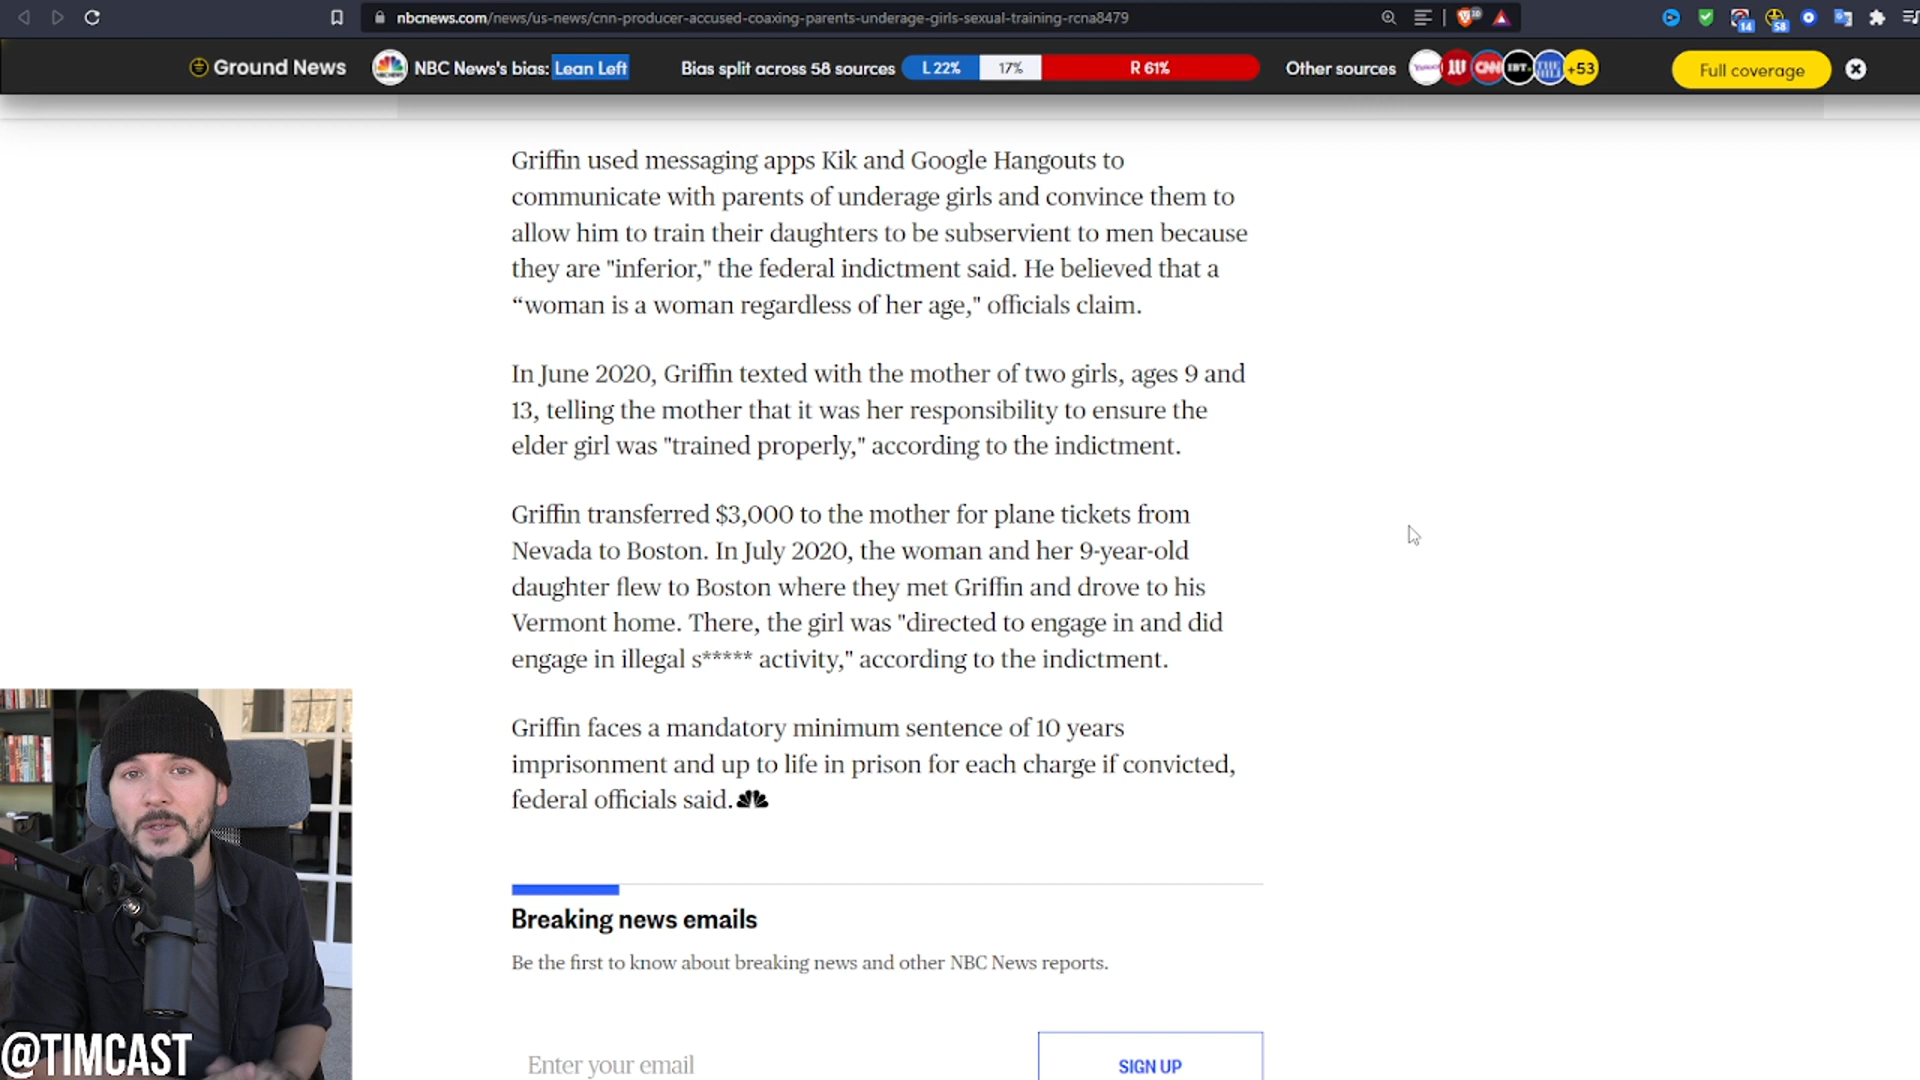 nbcnews.com/news/us-news/cnn-producer-accused-coaxing-parents-underage-girls-sexual-training-rcna8479
14
58
Ground News
NBC News's bias: Lean Left
Bias split across 58 sources
L 22%
17%
R 61%
Other sources
CNN
IBT
+53
Full coverage
Griffin used messaging apps Kik and Google Hangouts to
communicate with parents of underage girls and convince them to
allow him to train their daughters to be subservient to men because
they are "inferior," the federal indictment said. He believed that a
“woman is a woman regardless of her age," officials claim.
In June 2020, Griffin texted with the mother of two girls, ages 9 and
13, telling the mother that it was her responsibility to ensure the
elder girl was "trained properly," according to the indictment.
Griffin transferred $3,000 to the mother for plane tickets from
Nevada to Boston. In July 2020, the woman and her 9-year-old
daughter flew to Boston where they met Griffin and drove to his
Vermont home. There, the girl was "directed to engage in and did
engage in illegal s***** activity," according to the indictment.
Griffin faces a mandatory minimum sentence of 10 years
imprisonment and up to life in prison for each charge if convicted,
federal officials said.
Breaking news emails
Be the first to know about breaking news and other NBC News reports.
Enter your email
SIGN UP
@TIMCAST